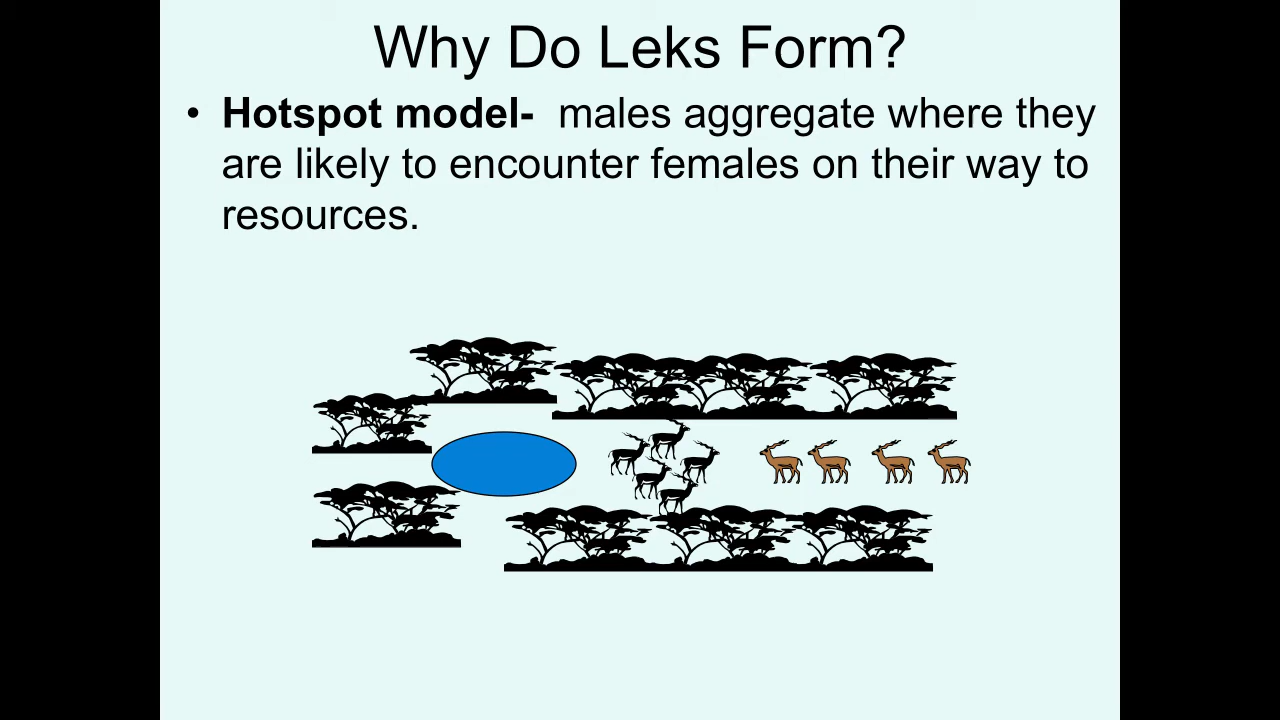 Why Do Leks Form?
• Hotspot model-  males aggregate where they
are likely to encounter females on their way to
resources.